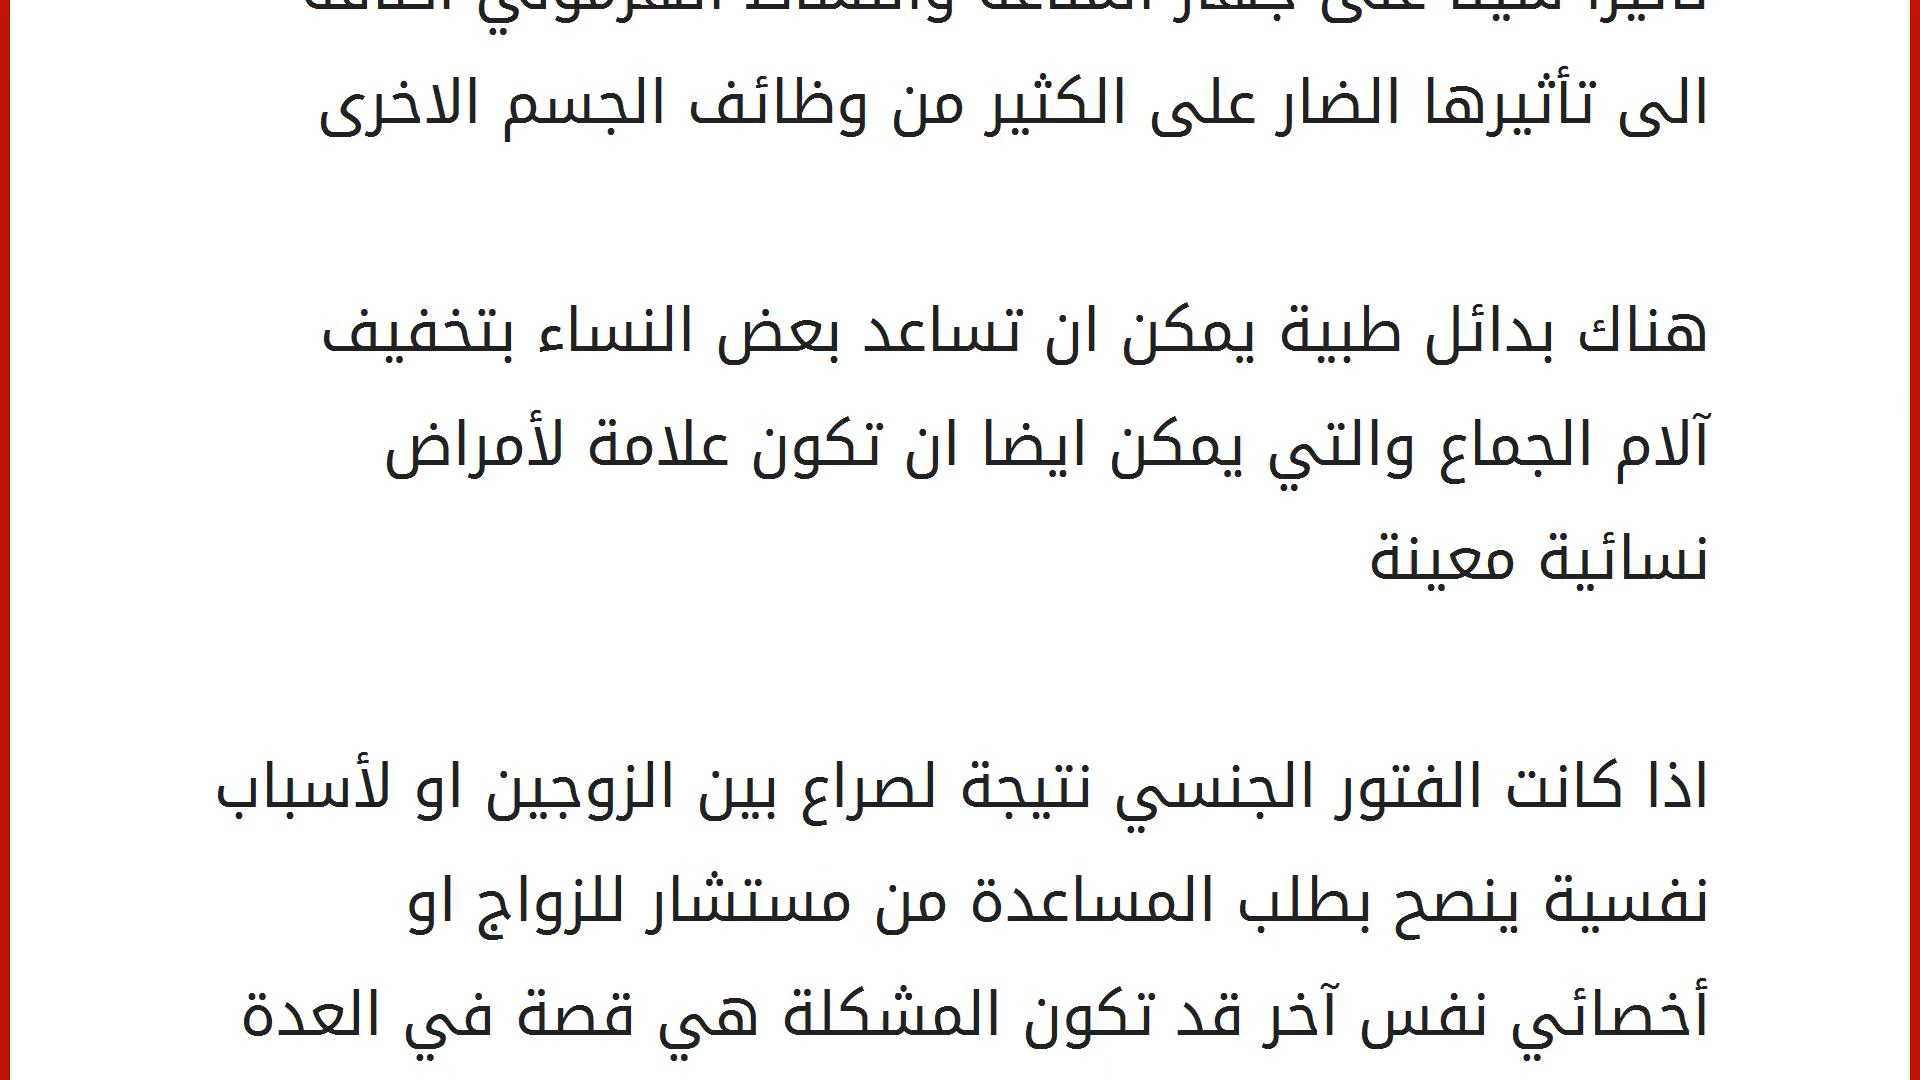 الى تأثيرها الضار على الكثير من وظائف الجسم الاخرى
هناك بدائل طبية يمكن ان تساعد بعض النساء بتخفيف
آلام الجماع والتي يمكن ايضا ان تكون علامة لأمراض
نسائية معينة
اذا كانت الفتور الجنسي نتيجة لصراع بين الزوجين او لأسباب
نفسية ينصح بطلب المساعدة من مستشار للزواج او
أخصائي نفس آخر قد تكون المشكلة هي قصة في العدة